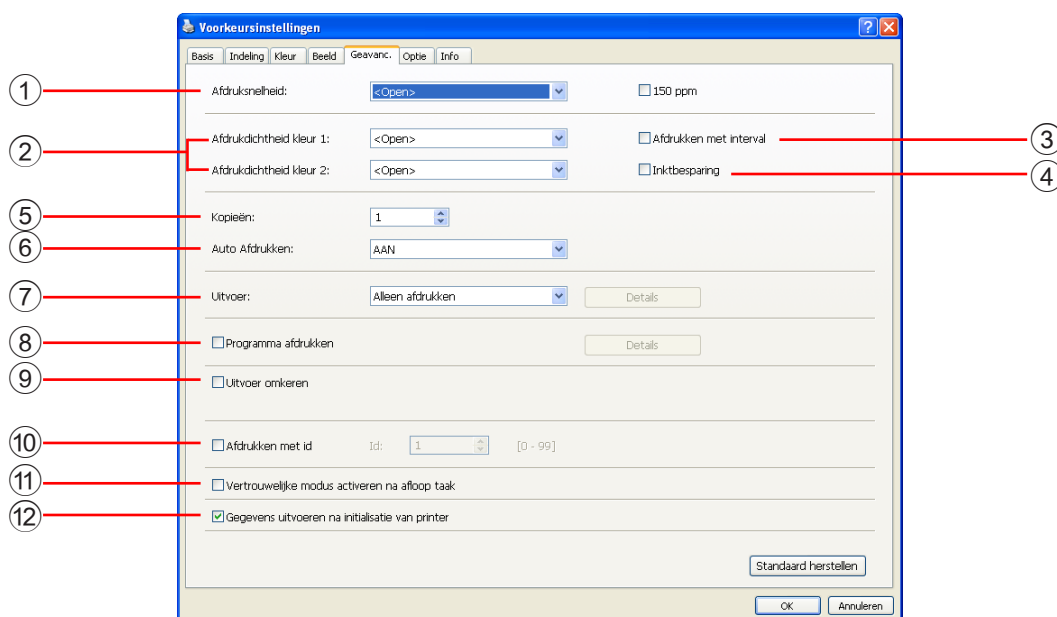 Voorkeursinstellingen
Basis Indeling Kleur Beeld Geavanc. Optie Info
1 Afdruksnelheid: <Open> 150 ppm
2 Afdrukdichtheid kleur 1: <Open> Afdrukken met interval 3
Afdrukdichtheid kleur 2: <Open> Inktbesparing 4
5 Kopieën: 1
6 Auto Afdrukken: AAN
7 Uitvoer: Alleen afdrukken Details
8 Programma afdrukken Details
9 Uitvoer omkeren
10 Afdrukken met id Id: 1 [0 - 99]
11 Vertrouwelijke modus activeren na afloop taak
12 Gegevens uitvoeren na initialisatie van printer
Standaard herstellen
OK Annuleren